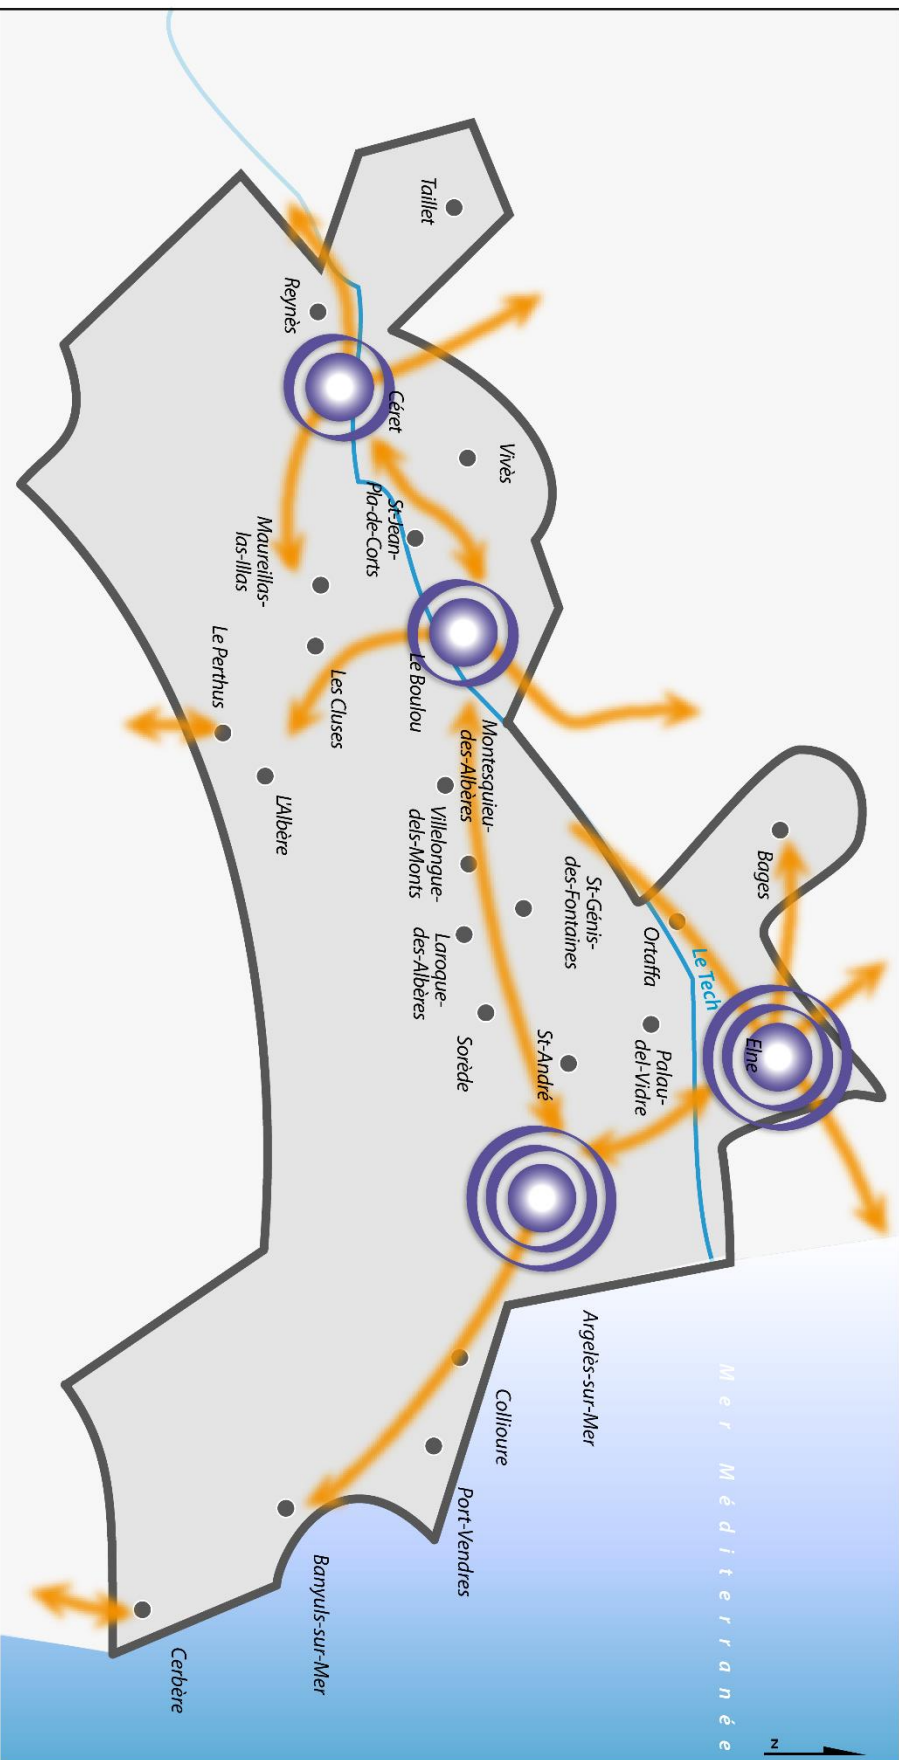 Taillet
Reynès
Céret
Vivès
St-Jean-
Pla-de-Corts
Maureillas-
las-Illas
Le Perthus
Les Cluses
Le Boulou
L'Albère
Montesquieu-
des-Albères
Villelongue-
dels-Monts
Laroque-
des-Albères
St-Génis-
des-Fontaines
Sorède
St-André
Bages
Ortaffa
Le Tech
Elne
Palau-
del-Vidre
Argelès-sur-Mer
Collioure
Port-Vendres
Banyuls-sur-Mer
Cerbère
Mer Méditerranée
N